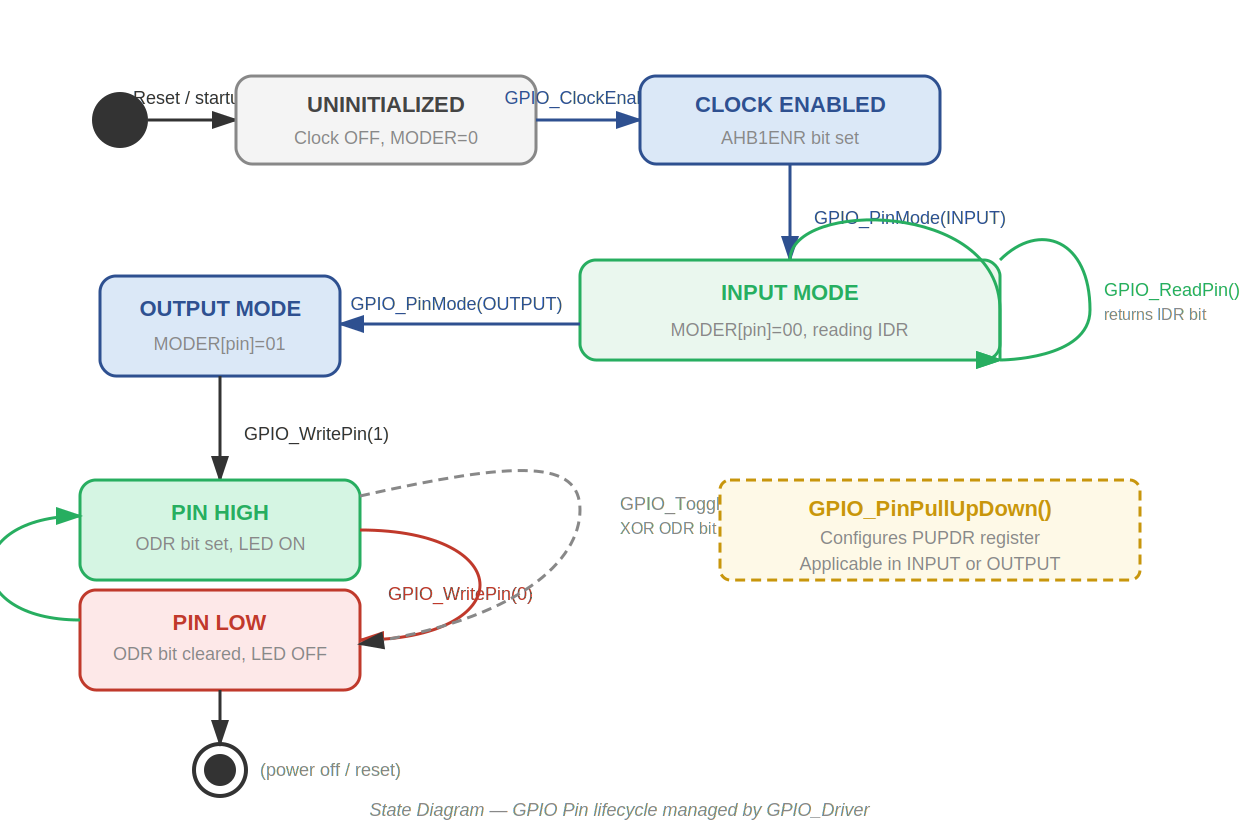 Reset / startu
UNINITIALIZED
Clock OFF, MODER=0
GPIO_ClockEnal
CLOCK ENABLED
AHB1ENR bit set
GPIO_PinMode(INPUT)
INPUT MODE
MODER[pin]=00, reading IDR
GPIO_ReadPin()
returns IDR bit
GPIO_PinMode(OUTPUT)
OUTPUT MODE
MODER[pin]=01
GPIO_WritePin(1)
PIN HIGH
ODR bit set, LED ON
GPIO_Toggl
XOR ODR bit
GPIO_PinPullUpDown()
Configures PUPDR register
Applicable in INPUT or OUTPUT
GPIO_WritePin(0)
PIN LOW
ODR bit cleared, LED OFF
(power off / reset)
State Diagram — GPIO Pin lifecycle managed by GPIO_Driver